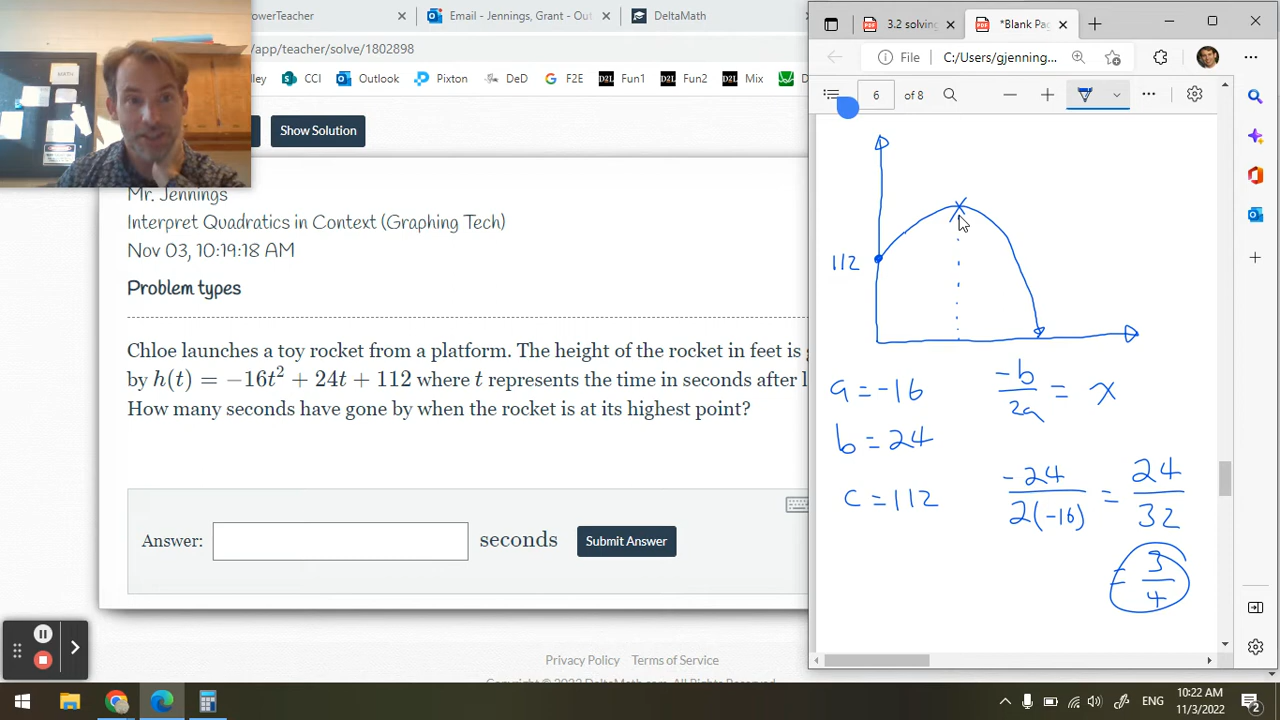 owerTeacher
Email - Jennings, Grant - Out
DeltaMath
3.2 solving
*Blank Pag
/app/teacher/solve/1802898
File
C:/Users/gjenning...
lley
CCI
Outlook
Pixton
DeD
F2E
Fun1
Fun2
Mix
6
of 8
Show Solution
MATH
Mr. Jennings
Interpret Quadratics in Context (Graphing Tech)
Nov 03, 10:19:18 AM
Problem types
Chloe launches a toy rocket from a platform. The height of the rocket in feet is g
by h(t) = −16t² + 24t + 112 where t represents the time in seconds after l
How many seconds have gone by when the rocket is at its highest point?
Answer:
seconds
Submit Answer
112
a = -16
-b/2a = x
b = 24
c = 112
-24/2(-16) = 24/32
= 3/4
Privacy Policy
Terms of Service
ENG
10:22 AM
11/3/2022
2